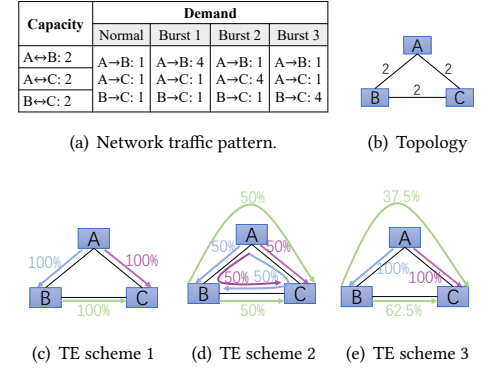 Capacity Demand
Normal Burst 1 Burst 2 Burst 3
A↔B: 2 A→B: 1 A→B: 4 A→B: 1 A→B: 1
A↔C: 2 A→C: 1 A→C: 1 A→C: 4 A→C: 1
B↔C: 2 B→C: 1 B→C: 1 B→C: 1 B→C: 4
(a) Network traffic pattern.
A
2 2
B 2 C
(b) Topology
A
100% 100%
B C
100%
(c) TE scheme 1
50%
A
50% 50%
50% 50%
B C
50%
(d) TE scheme 2
37.5%
A
100% 100%
B C
62.5%
(e) TE scheme 3